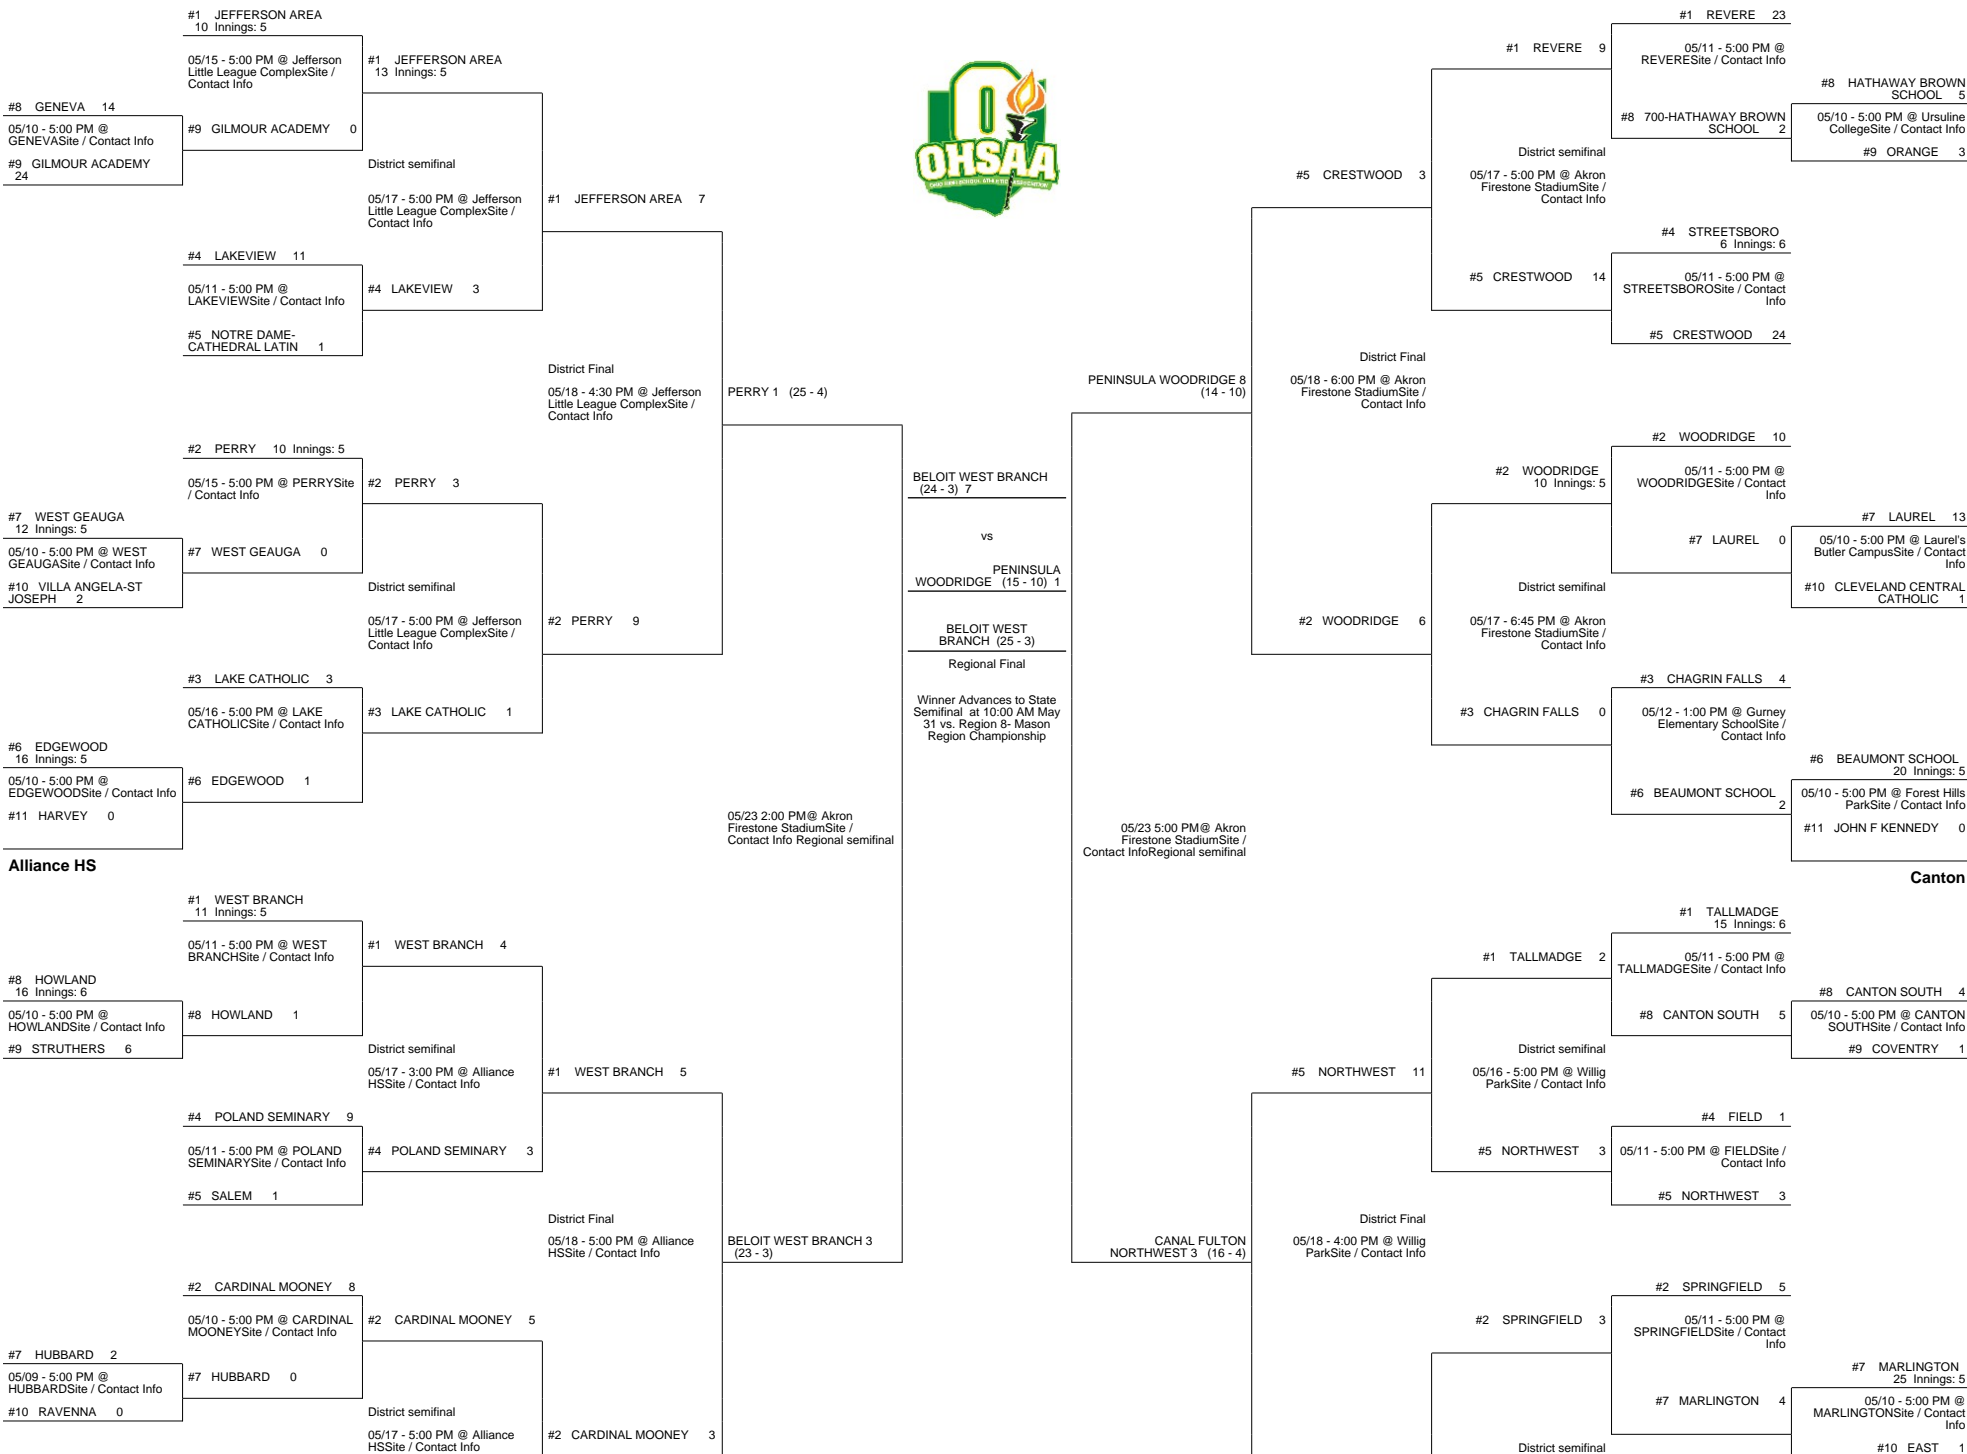 #1 JEFFERSON AREA
10 Innings: 5
05/15 - 5:00 PM @ Jefferson
Little League ComplexSite /
Contact Info
#1 JEFFERSON AREA
13 Innings: 5
#8 GENEVA 14
05/10 - 5:00 PM @
GENEVASite / Contact Info
#9 GILMOUR ACADEMY
24
#9 GILMOUR ACADEMY 0
District semifinal
05/17 - 5:00 PM @ Jefferson
Little League ComplexSite /
Contact Info
#1 JEFFERSON AREA 7
#4 LAKEVIEW 11
05/11 - 5:00 PM @
LAKEVIEWSite / Contact Info
#4 LAKEVIEW 3
#5 NOTRE DAME-
CATHEDRAL LATIN 1
District Final
05/18 - 4:30 PM @ Jefferson
Little League ComplexSite /
Contact Info
PERRY 1 (25 - 4)
#2 PERRY 10 Innings: 5
05/15 - 5:00 PM @ PERRYSite
/ Contact Info
#2 PERRY 3
#7 WEST GEAUGA
12 Innings: 5
05/10 - 5:00 PM @ WEST
GEAUGASite / Contact Info
#10 VILLA ANGELA-ST
JOSEPH 2
#7 WEST GEAUGA 0
District semifinal
05/17 - 5:00 PM @ Jefferson
Little League ComplexSite /
Contact Info
#2 PERRY 9
#3 LAKE CATHOLIC 3
05/16 - 5:00 PM @ LAKE
CATHOLICSite / Contact Info
#3 LAKE CATHOLIC 1
#6 EDGEWOOD
16 Innings: 5
05/10 - 5:00 PM @
EDGEWOODSite / Contact Info
#11 HARVEY 0
#6 EDGEWOOD 1
05/23 2:00 PM@ Akron
Firestone StadiumSite /
Contact Info Regional semifinal
Alliance HS
#1 WEST BRANCH
11 Innings: 5
05/11 - 5:00 PM @ WEST
BRANCHSite / Contact Info
#1 WEST BRANCH 4
#8 HOWLAND
16 Innings: 6
05/10 - 5:00 PM @
HOWLANDSite / Contact Info
#9 STRUTHERS 6
#8 HOWLAND 1
District semifinal
05/17 - 3:00 PM @ Alliance
HSSite / Contact Info
#1 WEST BRANCH 5
#4 POLAND SEMINARY 9
05/11 - 5:00 PM @ POLAND
SEMINARYSite / Contact Info
#4 POLAND SEMINARY 3
#5 SALEM 1
District Final
05/18 - 5:00 PM @ Alliance
HSSite / Contact Info
BELOIT WEST BRANCH 3
(23 - 3)
#2 CARDINAL MOONEY 8
05/10 - 5:00 PM @ CARDINAL
MOONEYSite / Contact Info
#2 CARDINAL MOONEY 5
#7 HUBBARD 2
05/09 - 5:00 PM @
HUBBARDSite / Contact Info
#10 RAVENNA 0
#7 HUBBARD 0
District semifinal
05/17 - 5:00 PM @ Alliance
HSSite / Contact Info
#2 CARDINAL MOONEY 3
OHSAA
BELOIT WEST BRANCH
(24 - 3) 7
vs
PENINSULA
WOODRIDGE (15 - 10) 1
BELOIT WEST
BRANCH (25 - 3)
Regional Final
Winner Advances to State
Semifinal at 10:00 AM May
31 vs. Region 8- Mason
Region Championship
#1 REVERE 23
#1 REVERE 9
05/11 - 5:00 PM @
REVERESite / Contact Info
#8 HATHAWAY BROWN
SCHOOL 5
#8 700-HATHAWAY BROWN
SCHOOL 2
05/10 - 5:00 PM @ Ursuline
CollegeSite / Contact Info
#9 ORANGE 3
District semifinal
05/17 - 5:00 PM @ Akron
Firestone StadiumSite /
Contact Info
#5 CRESTWOOD 3
#4 STREETSBORO
6 Innings: 6
#5 CRESTWOOD 14
05/11 - 5:00 PM @
STREETSBOROSite / Contact
Info
#5 CRESTWOOD 24
District Final
05/18 - 6:00 PM @ Akron
Firestone StadiumSite /
Contact Info
PENINSULA WOODRIDGE 8
(14 - 10)
#2 WOODRIDGE 10
#2 WOODRIDGE
10 Innings: 5
05/11 - 5:00 PM @
WOODRIDGESite / Contact
Info
#7 LAUREL 13
#7 LAUREL 0
05/10 - 5:00 PM @ Laurel's
Butler CampusSite / Contact
Info
#10 CLEVELAND CENTRAL
CATHOLIC 1
District semifinal
05/17 - 6:45 PM @ Akron
Firestone StadiumSite /
Contact Info
#2 WOODRIDGE 6
#3 CHAGRIN FALLS 4
#3 CHAGRIN FALLS 0
05/12 - 1:00 PM @ Gurney
Elementary SchoolSite /
Contact Info
#6 BEAUMONT SCHOOL
20 Innings: 5
#6 BEAUMONT SCHOOL
2
05/10 - 5:00 PM @ Forest Hills
ParkSite / Contact Info
#11 JOHN F KENNEDY 0
05/23 5:00 PM@ Akron
Firestone StadiumSite /
Contact InfoRegional semifinal
Canton
#1 TALLMADGE
15 Innings: 6
#1 TALLMADGE 2
05/11 - 5:00 PM @
TALLMADGESite / Contact Info
#8 CANTON SOUTH 4
#8 CANTON SOUTH 5
05/10 - 5:00 PM @ CANTON
SOUTHSite / Contact Info
#9 COVENTRY 1
District semifinal
05/16 - 5:00 PM @ Willig
ParkSite / Contact Info
#5 NORTHWEST 11
#4 FIELD 1
#5 NORTHWEST 3
05/11 - 5:00 PM @ FIELDSite /
Contact Info
#5 NORTHWEST 3
District Final
05/18 - 4:00 PM @ Willig
ParkSite / Contact Info
CANAL FULTON
NORTHWEST 3 (16 - 4)
#2 SPRINGFIELD 5
#2 SPRINGFIELD 3
05/11 - 5:00 PM @
SPRINGFIELDSite / Contact
Info
#7 MARLINGTON
25 Innings: 5
#7 MARLINGTON 4
05/10 - 5:00 PM @
MARLINGTONSite / Contact
Info
#10 EAST 1
District semifinal